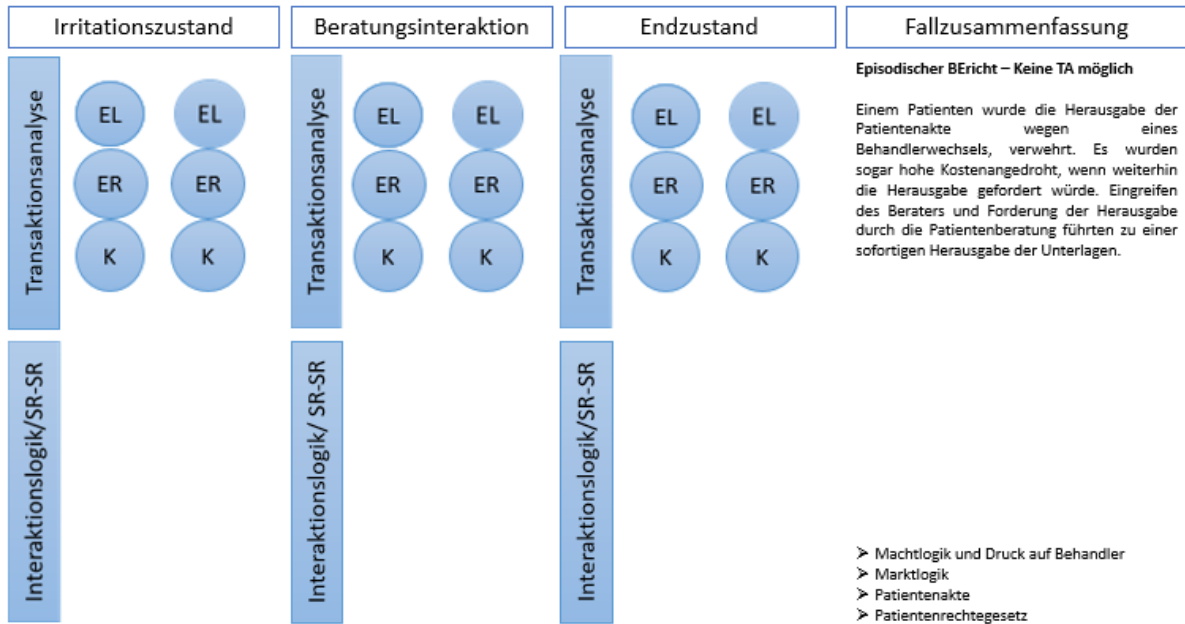 Irritationszustand
Beratungsinteraktion
Endzustand
Fallzusammenfassung
Transaktionsanalyse
EL EL
ER ER
K K
Transaktionsanalyse
EL EL
ER ER
K K
Transaktionsanalyse
EL EL
ER ER
K K
Episodischer BEricht – Keine TA möglich
Einem Patienten wurde die Herausgabe der
Patientenakte wegen eines
Behandlerwechsels, verwehrt. Es wurden
sogar hohe Kostenangedroht, wenn weiterhin
die Herausgabe gefordert würde. Eingreifen
des Beraters und Forderung der Herausgabe
durch die Patientenberatung führten zu einer
sofortigen Herausgabe der Unterlagen.
Interaktionslogik/SR-SR
Interaktionslogik/ SR-SR
Interaktionslogik/SR-SR
➢ Machtlogik und Druck auf Behandler
➢ Marktlogik
➢ Patientenakte
➢ Patientenrechtegesetz